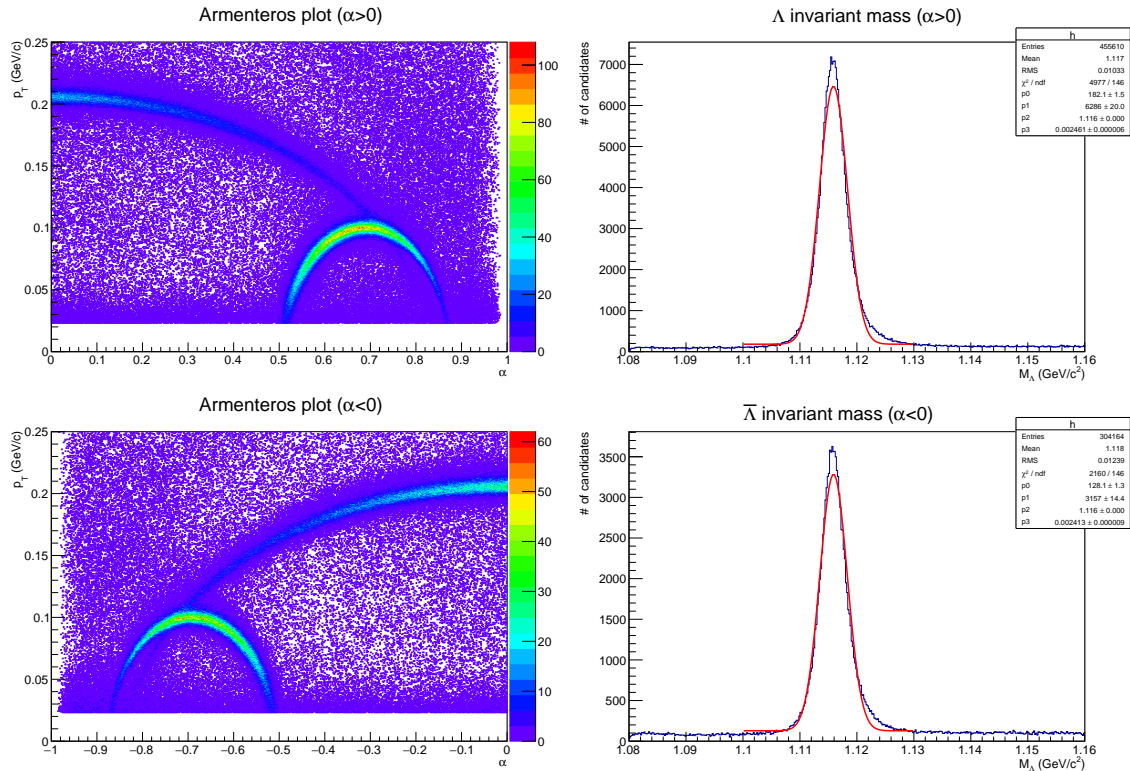 Armenteros plot (α>0)
p_T (GeV/c)
0.25
0.2
0.15
0.1
0.05
0
0 0.1 0.2 0.3 0.4 0.5 0.6 0.7 0.8 0.9 1
α
100
80
60
40
20
0
Λ invariant mass (α>0)
# of candidates
7000
6000
5000
4000
3000
2000
1000
0
1.08 1.09 1.1 1.11 1.12 1.13 1.14 1.15 1.16
M_Λ (GeV/c²)
h
Entries 455610
Mean 1.117
RMS 0.01033
χ² / ndf 4977 / 146
p0 182.1 ± 1.5
p1 6286 ± 20.0
p2 1.116 ± 0.000
p3 0.002461 ± 0.000006
Armenteros plot (α<0)
p_T (GeV/c)
0.25
0.2
0.15
0.1
0.05
0
−1 −0.9 −0.8 −0.7 −0.6 −0.5 −0.4 −0.3 −0.2 −0.1 0
α
60
50
40
30
20
10
0
Λ̅ invariant mass (α<0)
# of candidates
3500
3000
2500
2000
1500
1000
500
0
1.08 1.09 1.1 1.11 1.12 1.13 1.14 1.15 1.16
M_Λ (GeV/c²)
h
Entries 304164
Mean 1.118
RMS 0.01239
χ² / ndf 2160 / 146
p0 128.1 ± 1.3
p1 3157 ± 14.4
p2 1.116 ± 0.000
p3 0.002413 ± 0.000009